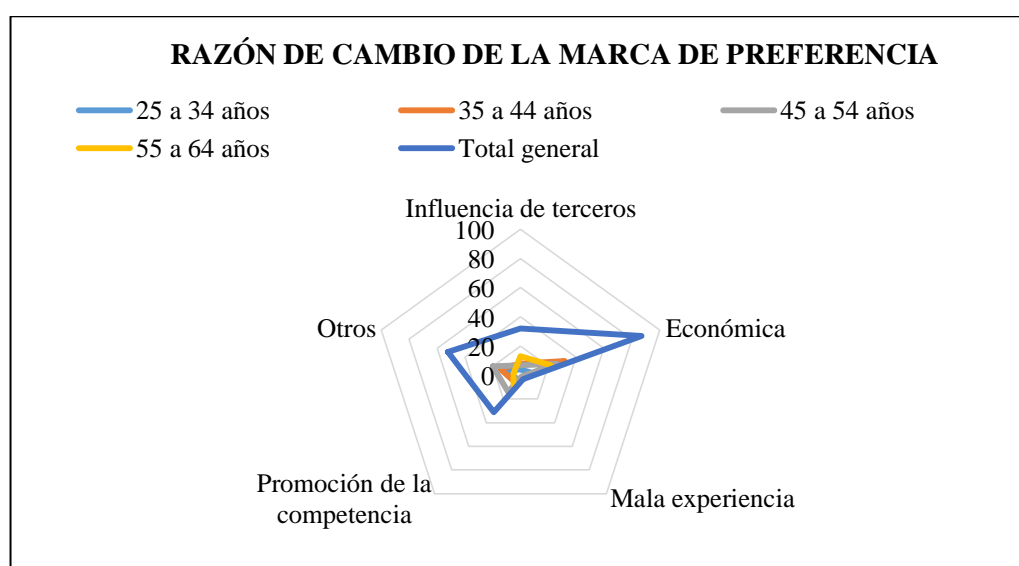 RAZÓN DE CAMBIO DE LA MARCA DE PREFERENCIA
25 a 34 años
35 a 44 años
45 a 54 años
55 a 64 años
Total general
Influencia de terceros
100
80
60
40
20
0
Otros
Económica
Promoción de la
competencia
Mala experiencia